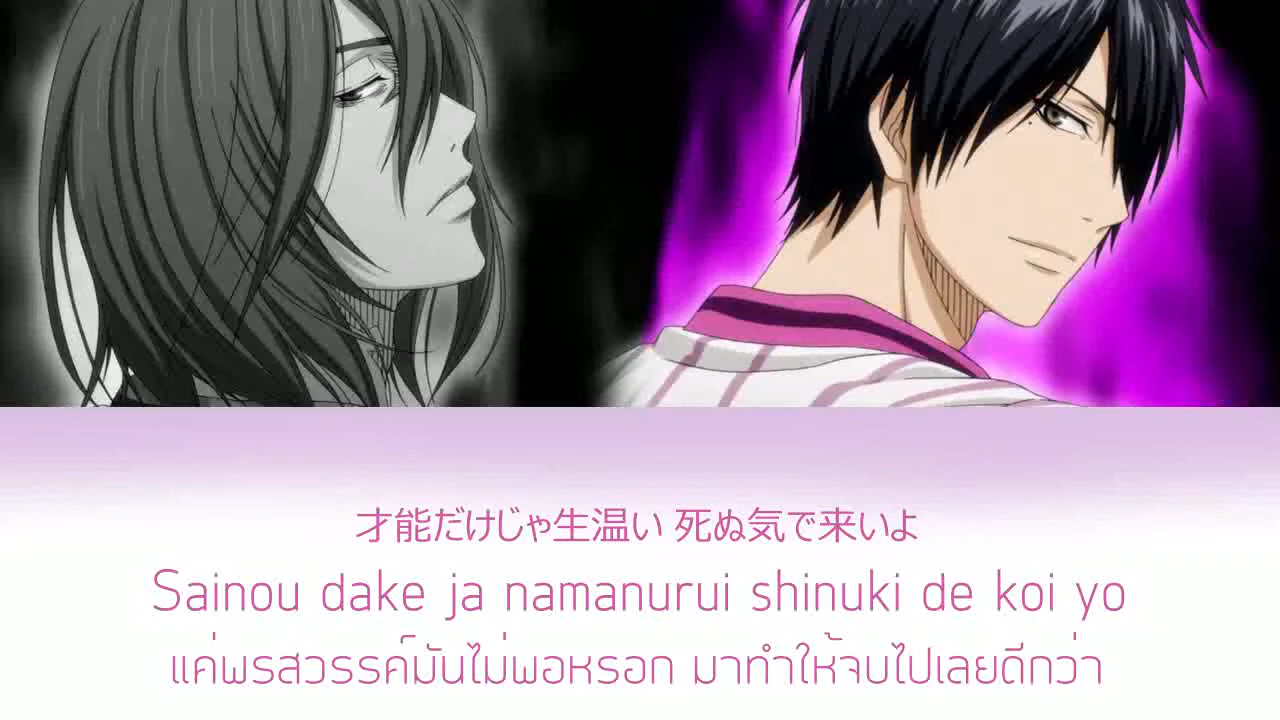 才能だけじゃ生温い 死ぬ気で来いよ
Sainou dake ja namanurui shinuki de koi yo
แค่พรสวรรค์มันไม่พอหรอก มาทำให้จบไปเลยดีกว่า